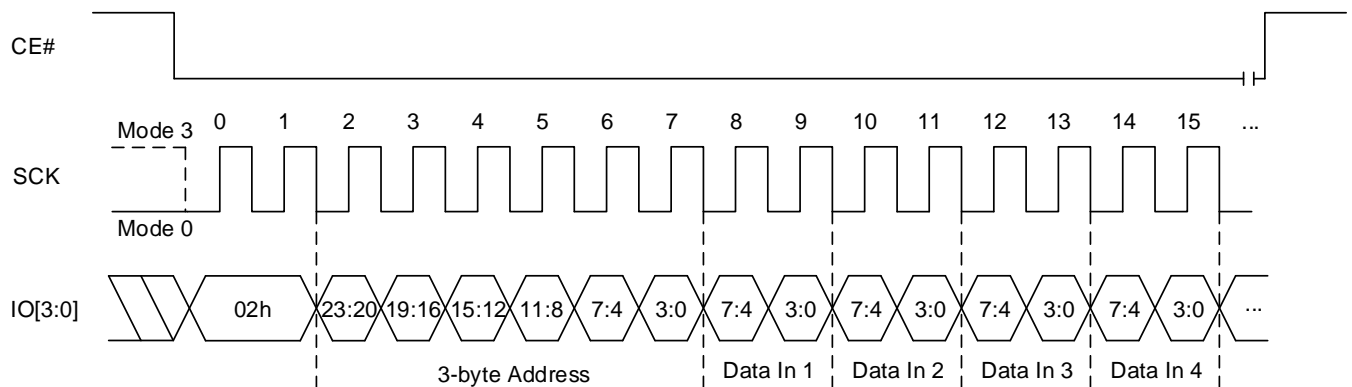 CE#
0 1 2 3 4 5 6 7 8 9 10 11 12 13 14 15 ...
Mode 3
SCK
Mode 0
IO[3:0] 02h 23:20 19:16 15:12 11:8 7:4 3:0 7:4 3:0 7:4 3:0 7:4 3:0 7:4 3:0 ...
3-byte Address Data In 1 Data In 2 Data In 3 Data In 4